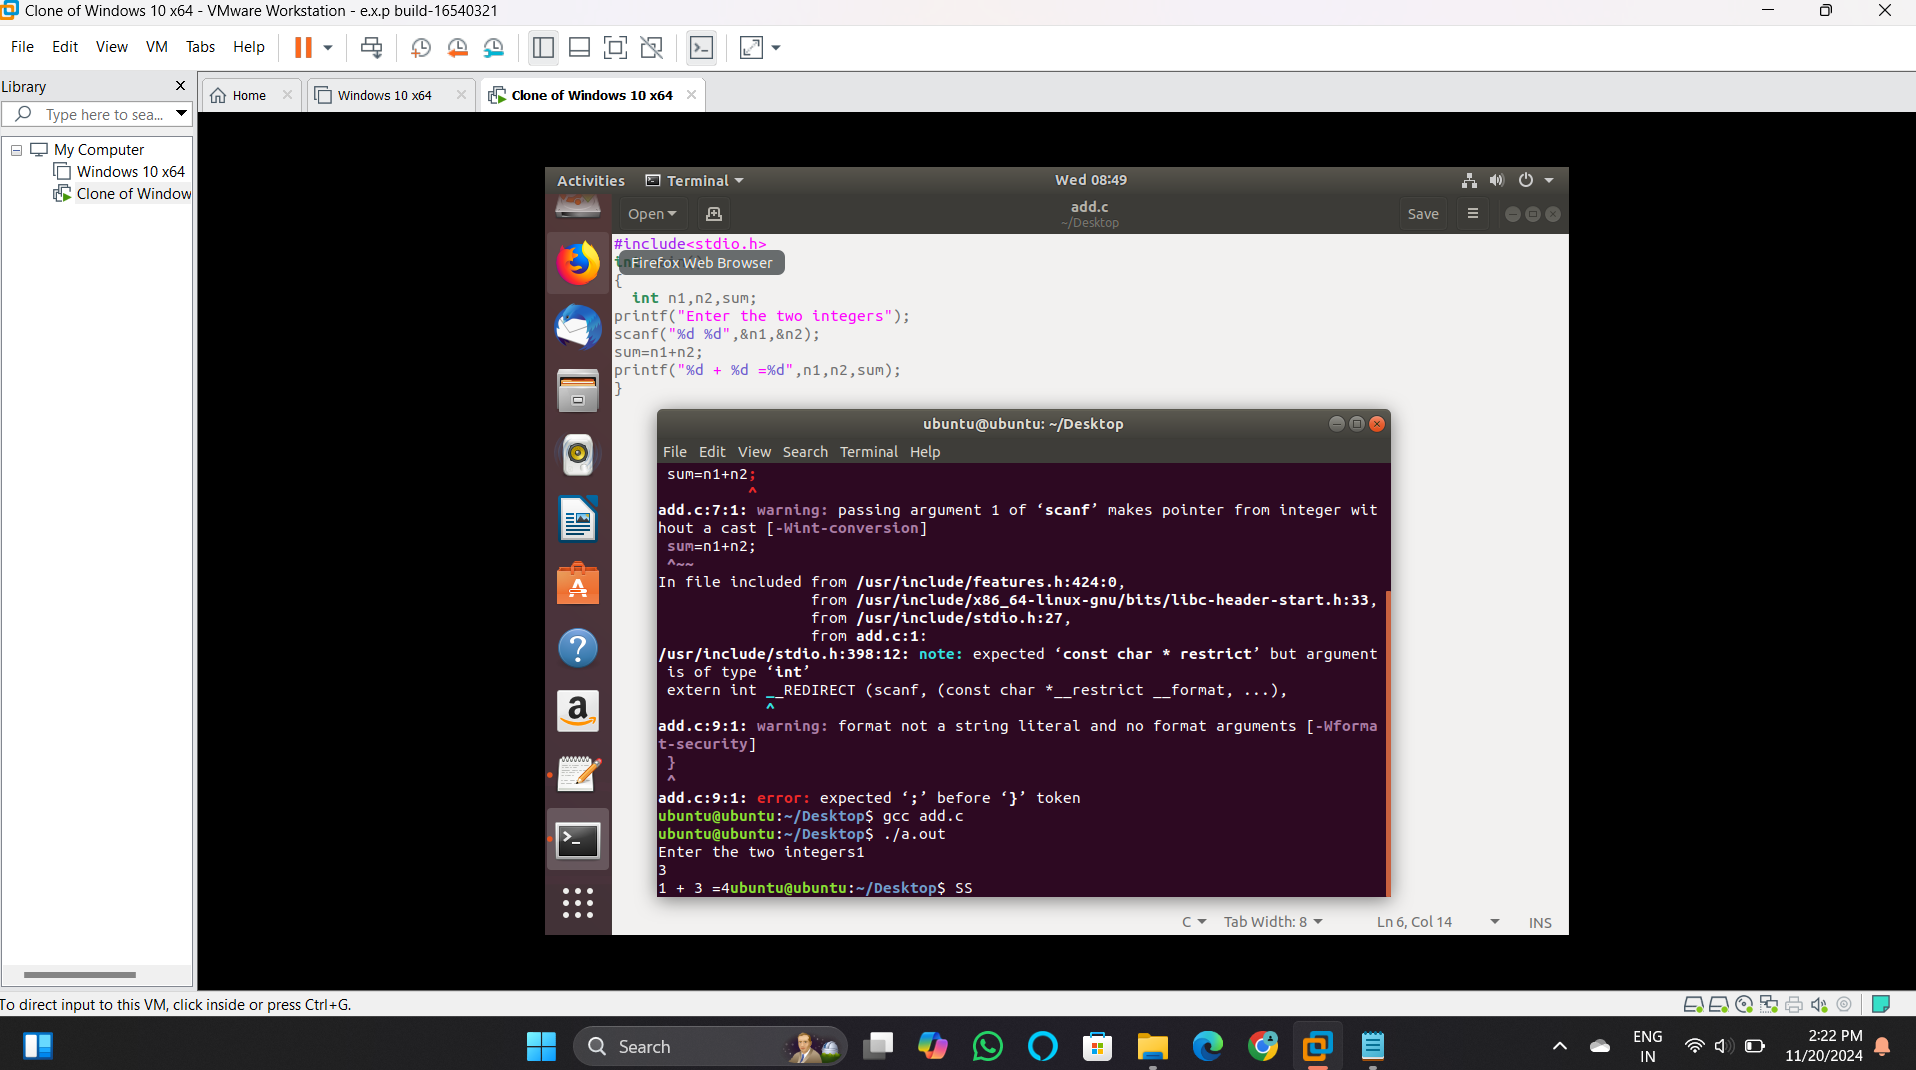 Clone of Windows 10 x64 - VMware Workstation - e.x.p build-16540321
File Edit View VM Tabs Help
Library
Type here to sea...
My Computer
Windows 10 x64
Clone of Window
Home
Windows 10 x64
Clone of Windows 10 x64
Activities Terminal Wed 08:49
Open add.c Save
~/Desktop
#include<stdio.h>
Firefox Web Browser
{
int n1,n2,sum;
printf("Enter the two integers");
scanf("%d %d",&n1,&n2);
sum=n1+n2;
printf("%d + %d =%d",n1,n2,sum);
}
ubuntu@ubuntu: ~/Desktop
File Edit View Search Terminal Help
sum=n1+n2;
^
add.c:7:1: warning: passing argument 1 of ‘scanf’ makes pointer from integer wit
hout a cast [-Wint-conversion]
sum=n1+n2;
^~~
In file included from /usr/include/features.h:424:0,
from /usr/include/x86_64-linux-gnu/bits/libc-header-start.h:33,
from /usr/include/stdio.h:27,
from add.c:1:
/usr/include/stdio.h:398:12: note: expected ‘const char * restrict’ but argument
is of type ‘int’
extern int __REDIRECT (scanf, (const char *__restrict __format, ...),
^
add.c:9:1: warning: format not a string literal and no format arguments [-Wforma
t-security]
}
^
add.c:9:1: error: expected ‘;’ before ‘}’ token
ubuntu@ubuntu:~/Desktop$ gcc add.c
ubuntu@ubuntu:~/Desktop$ ./a.out
Enter the two integers1
3
1 + 3 =4ubuntu@ubuntu:~/Desktop$ SS
C Tab Width: 8 Ln 6, Col 14 INS
To direct input to this VM, click inside or press Ctrl+G.
Search
ENG
IN
2:22 PM
11/20/2024